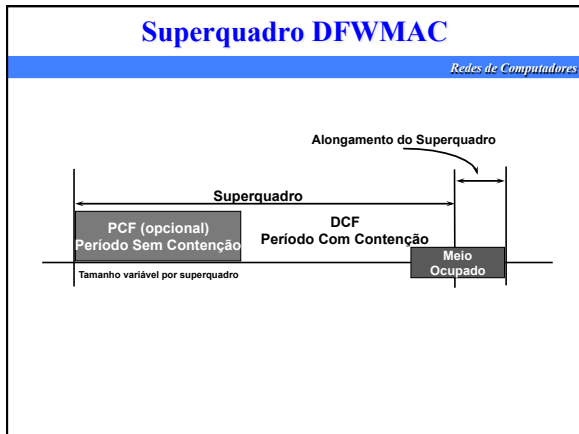 Superquadro DFWMAC
Redes de Computadores
Alongamento do Superquadro
Superquadro
PCF (opcional)
Período Sem Contenção
DCF
Período Com Contenção
Meio
Ocupado
Tamanho variável por superquadro